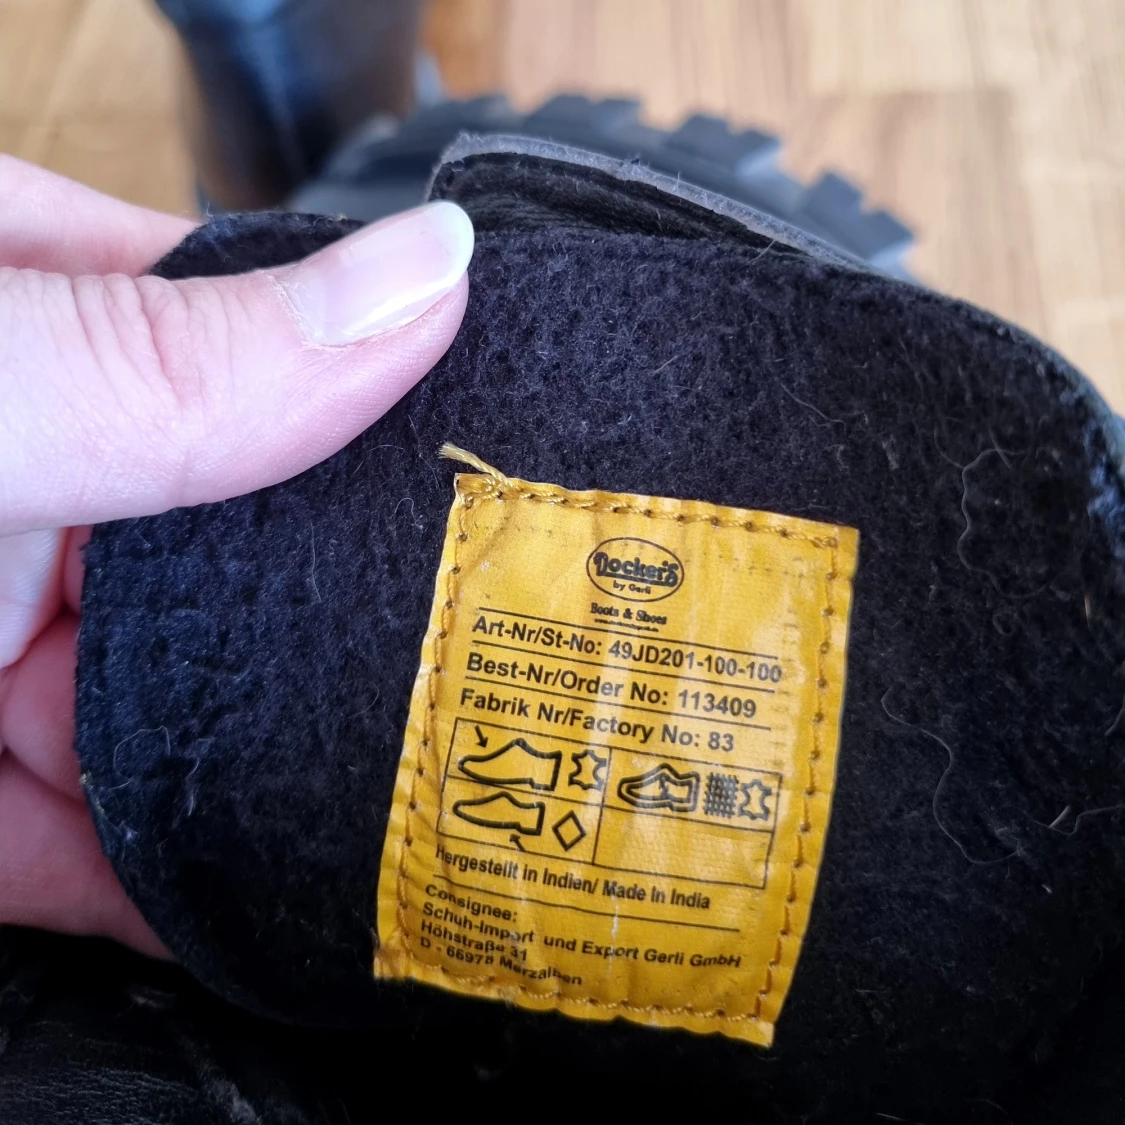 Docker's
by Gerli
Boots & Shoes
Art-Nr/St-No: 49JD201-100-100
Best-Nr/Order No: 113409
Fabrik Nr/Factory No: 83
Hergestellt in Indien/ Made In India
Consignee:
Schuh-Import und Export Gerli GmbH
Höhstraße 31
D - 66978 Merzalben